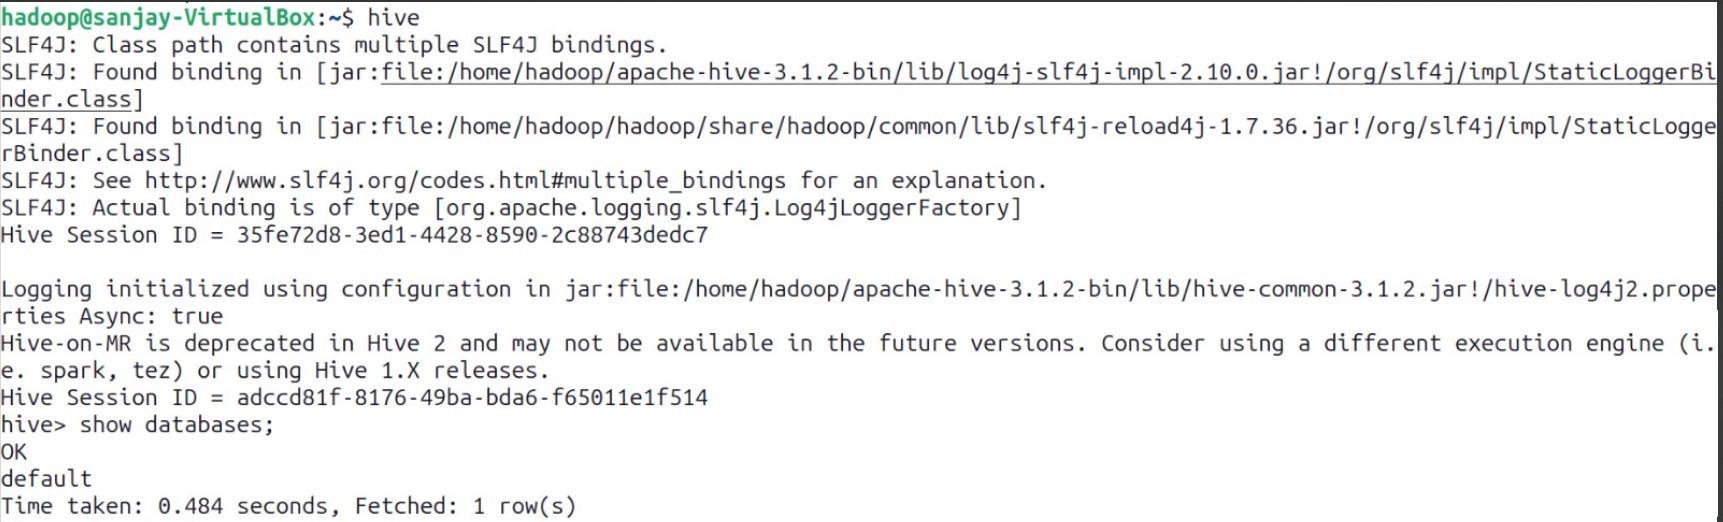 hadoop@sanjay-VirtualBox:~$ hive
SLF4J: Class path contains multiple SLF4J bindings.
SLF4J: Found binding in [jar:file:/home/hadoop/apache-hive-3.1.2-bin/lib/log4j-slf4j-impl-2.10.0.jar!/org/slf4j/impl/StaticLoggerBi
nder.class]
SLF4J: Found binding in [jar:file:/home/hadoop/hadoop/share/hadoop/common/lib/slf4j-reload4j-1.7.36.jar!/org/slf4j/impl/StaticLogge
rBinder.class]
SLF4J: See http://www.slf4j.org/codes.html#multiple_bindings for an explanation.
SLF4J: Actual binding is of type [org.apache.logging.slf4j.Log4jLoggerFactory]
Hive Session ID = 35fe72d8-3ed1-4428-8590-2c88743dedc7
Logging initialized using configuration in jar:file:/home/hadoop/apache-hive-3.1.2-bin/lib/hive-common-3.1.2.jar!/hive-log4j2.prope
rties Async: true
Hive-on-MR is deprecated in Hive 2 and may not be available in the future versions. Consider using a different execution engine (i.
e. spark, tez) or using Hive 1.X releases.
Hive Session ID = adccd81f-8176-49ba-bda6-f65011e1f514
hive> show databases;
OK
default
Time taken: 0.484 seconds, Fetched: 1 row(s)